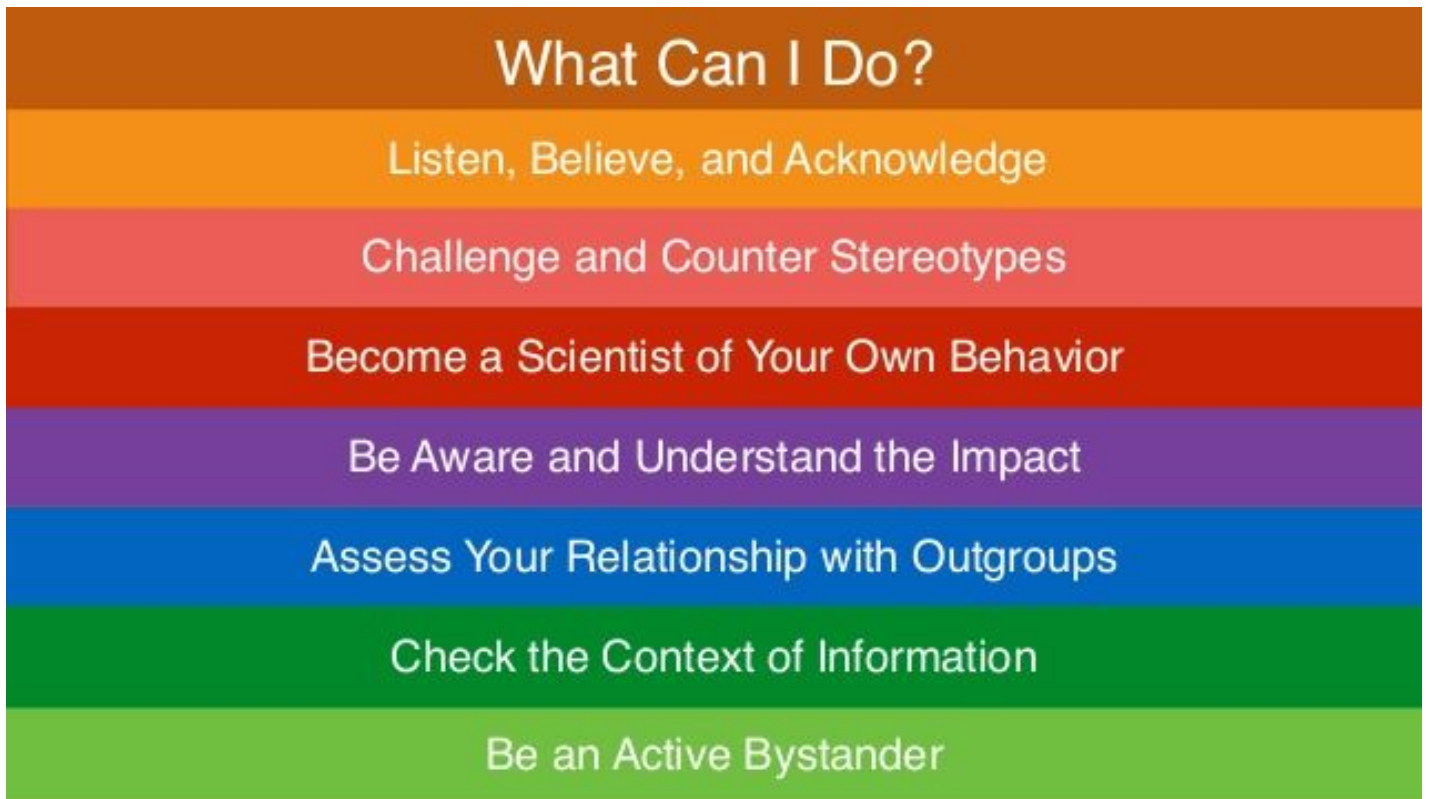 What Can I Do?
Listen, Believe, and Acknowledge
Challenge and Counter Stereotypes
Become a Scientist of Your Own Behavior
Be Aware and Understand the Impact
Assess Your Relationship with Outgroups
Check the Context of Information
Be an Active Bystander